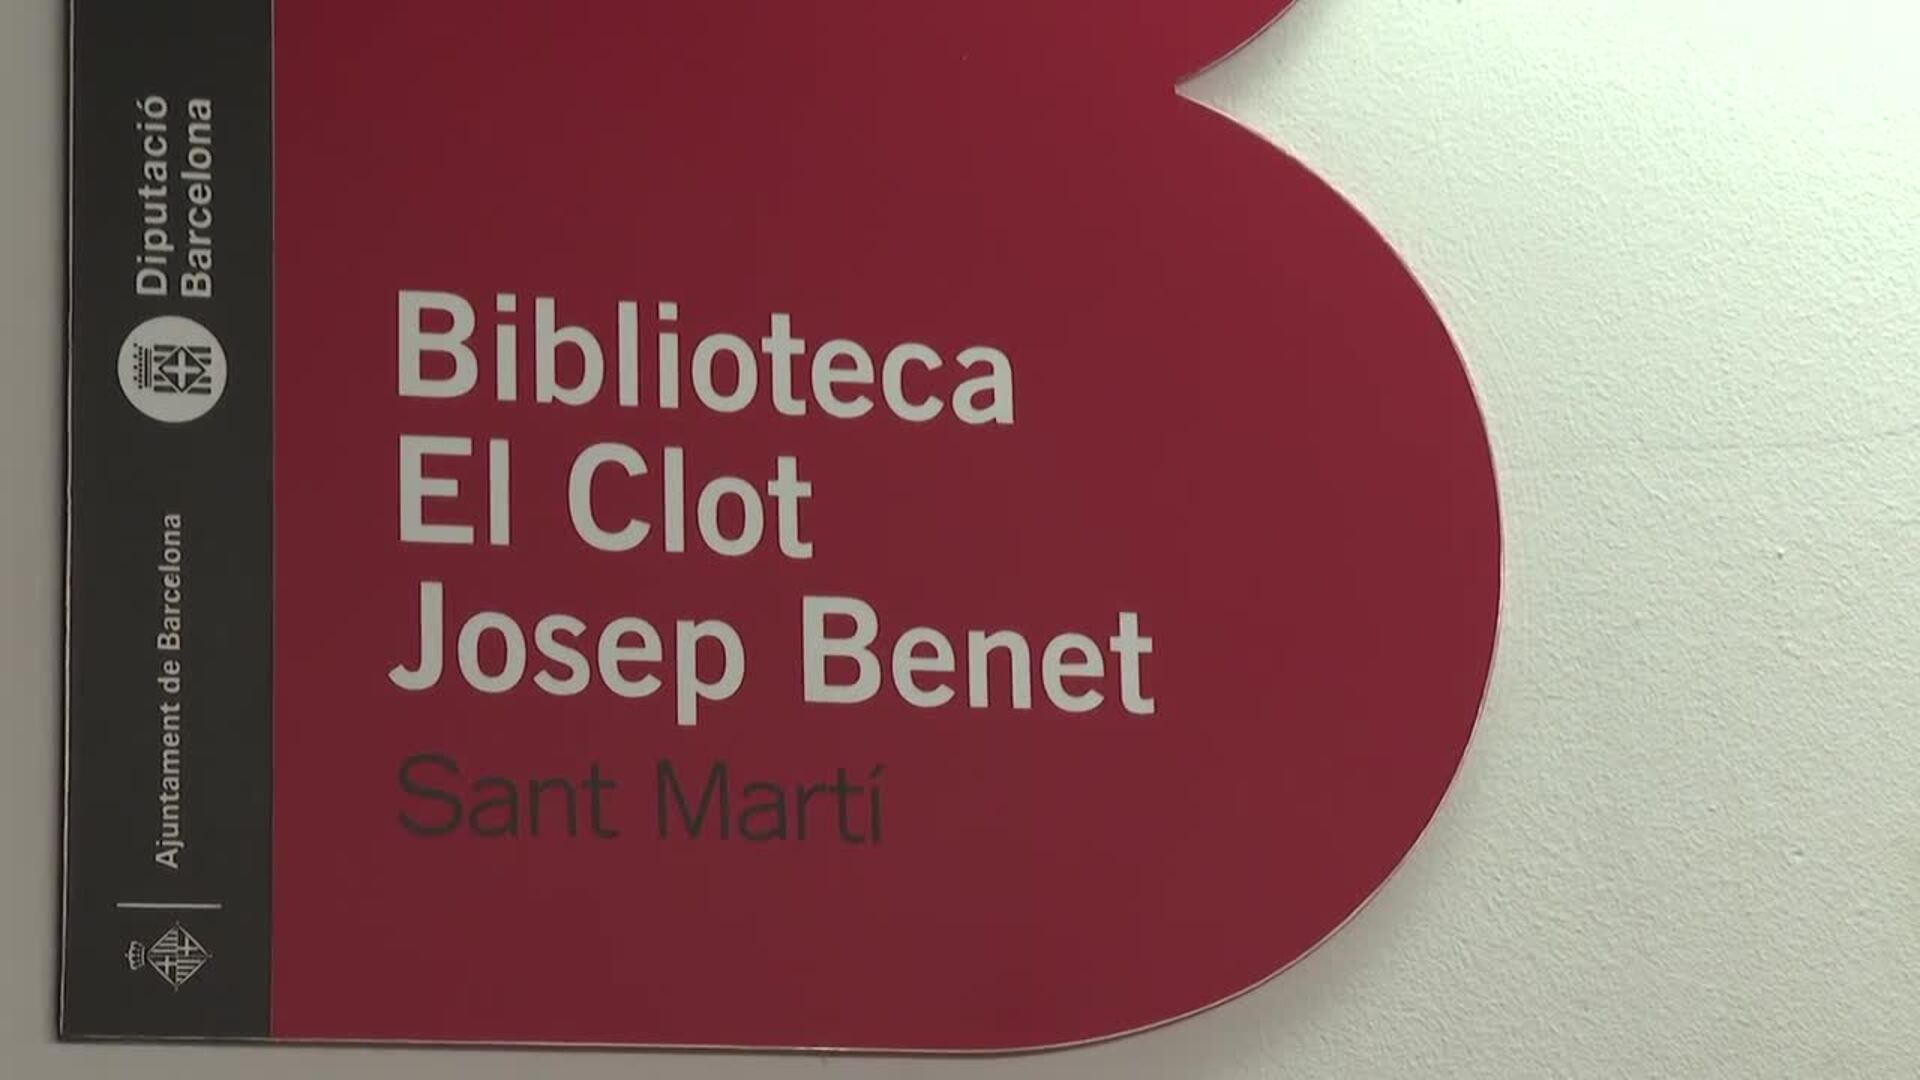 Diputació
Barcelona
Ajuntament de Barcelona
Biblioteca
El Clot
Josep Benet
Sant Martí